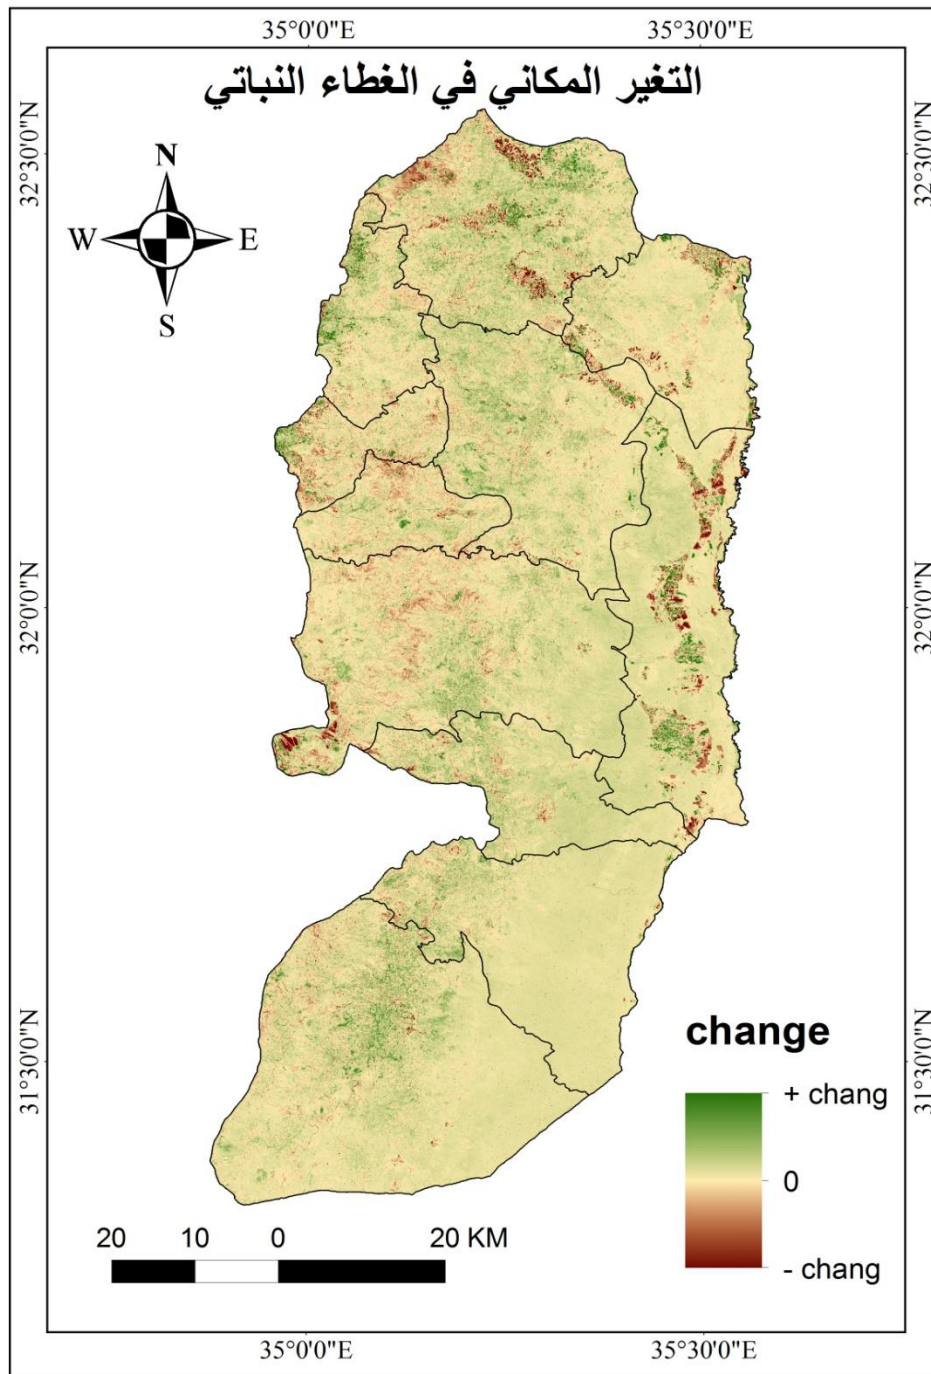 35°0'0"E 35°30'0"E
التغير المكاني في الغطاء النباتي
32°30'0"N 32°30'0"N
N
W E
S
32°0'0"N 32°0'0"N
31°30'0"N 31°30'0"N
change
+ chang
0
- chang
20 10 0 20 KM
35°0'0"E 35°30'0"E